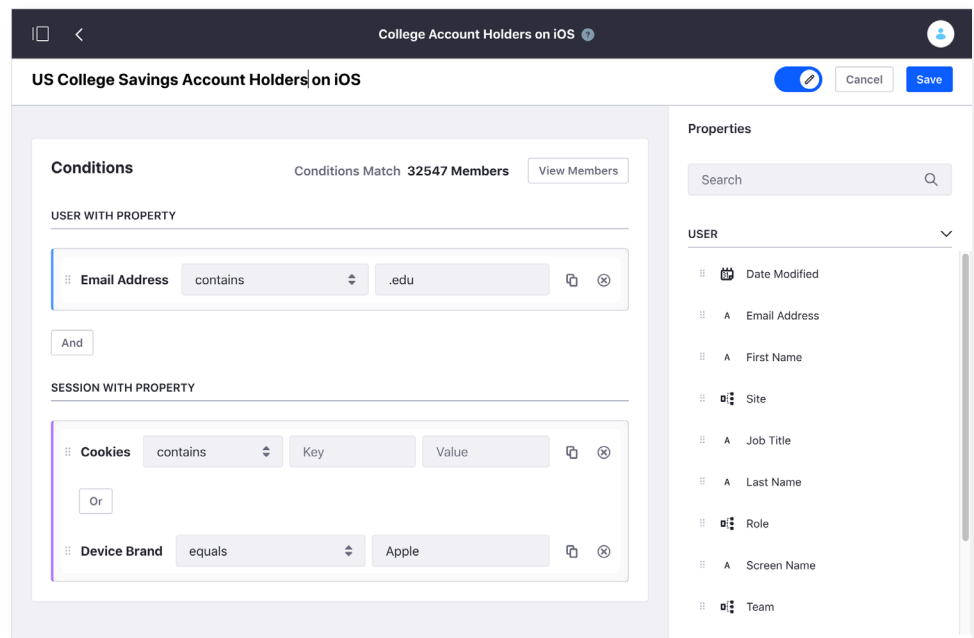 College Account Holders on iOS ?
US College Savings Account Holders on iOS
Cancel
Save
Conditions
Conditions Match 32547 Members
View Members
USER WITH PROPERTY
Email Address contains .edu
And
SESSION WITH PROPERTY
Cookies contains Key Value
Or
Device Brand equals Apple
Properties
Search
USER
Date Modified
A Email Address
A First Name
Site
A Job Title
A Last Name
Role
A Screen Name
Team